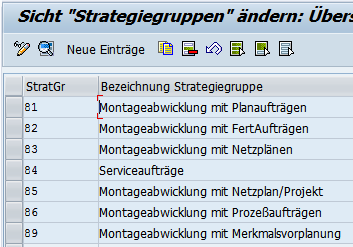 Sicht "Strategiegruppen" ändern: Übers
Neue Einträge
StratGr Bezeichnung Strategiegruppe
81 Montageabwicklung mit Planaufträgen
82 Montageabwicklung mit FertAufträgen
83 Montageabwicklung mit Netzplänen
84 Serviceaufträge
85 Montageabwicklung mit Netzplan/Projekt
86 Montageabwicklung mit Prozeßaufträgen
89 Montageabwicklung mit Merkmalsvorplanung